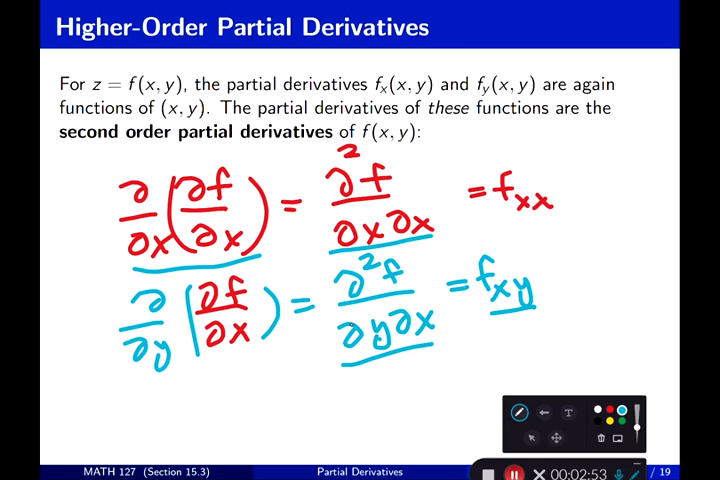 Higher-Order Partial Derivatives
For z = f(x, y), the partial derivatives fₓ(x, y) and f_y(x, y) are again
functions of (x, y). The partial derivatives of these functions are the
second order partial derivatives of f(x, y):
∂/∂x (∂f/∂x) = ∂²f/∂x∂x = fₓₓ
∂/∂y (∂f/∂x) = ∂²f/∂y∂x = f_xy
T
00:02:53
MATH 127 (Section 15.3) Partial Derivatives / 19